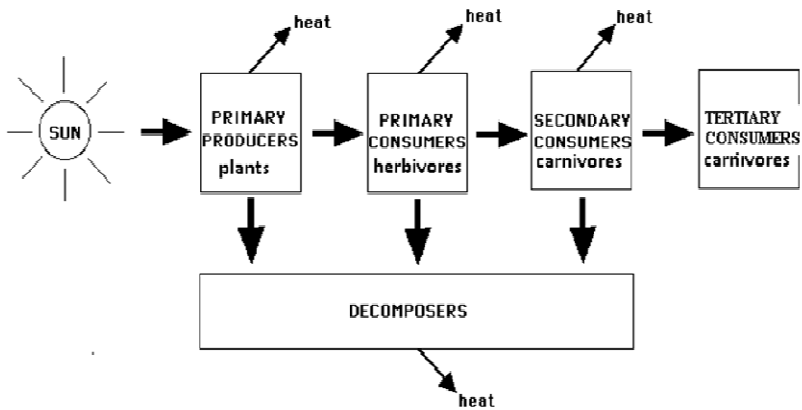 heat
heat
heat
SUN
PRIMARY
PRODUCERS
plants
PRIMARY
CONSUMERS
herbivores
SECONDARY
CONSUMERS
carnivores
TERTIARY
CONSUMERS
carnivores
DECOMPOSERS
heat